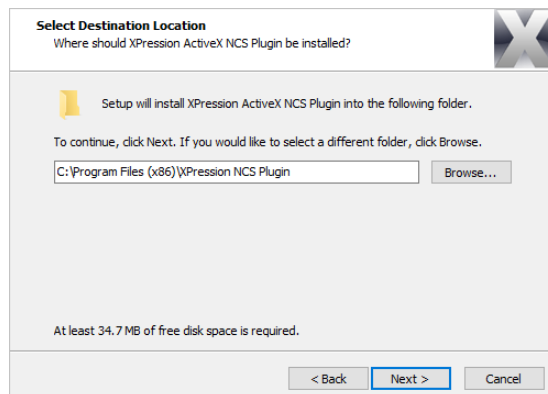 Select Destination Location
Where should XPression ActiveX NCS Plugin be installed?
Setup will install XPression ActiveX NCS Plugin into the following folder.
To continue, click Next. If you would like to select a different folder, click Browse.
C:\Program Files (x86)\XPression NCS Plugin
Browse...
At least 34.7 MB of free disk space is required.
< Back
Next >
Cancel